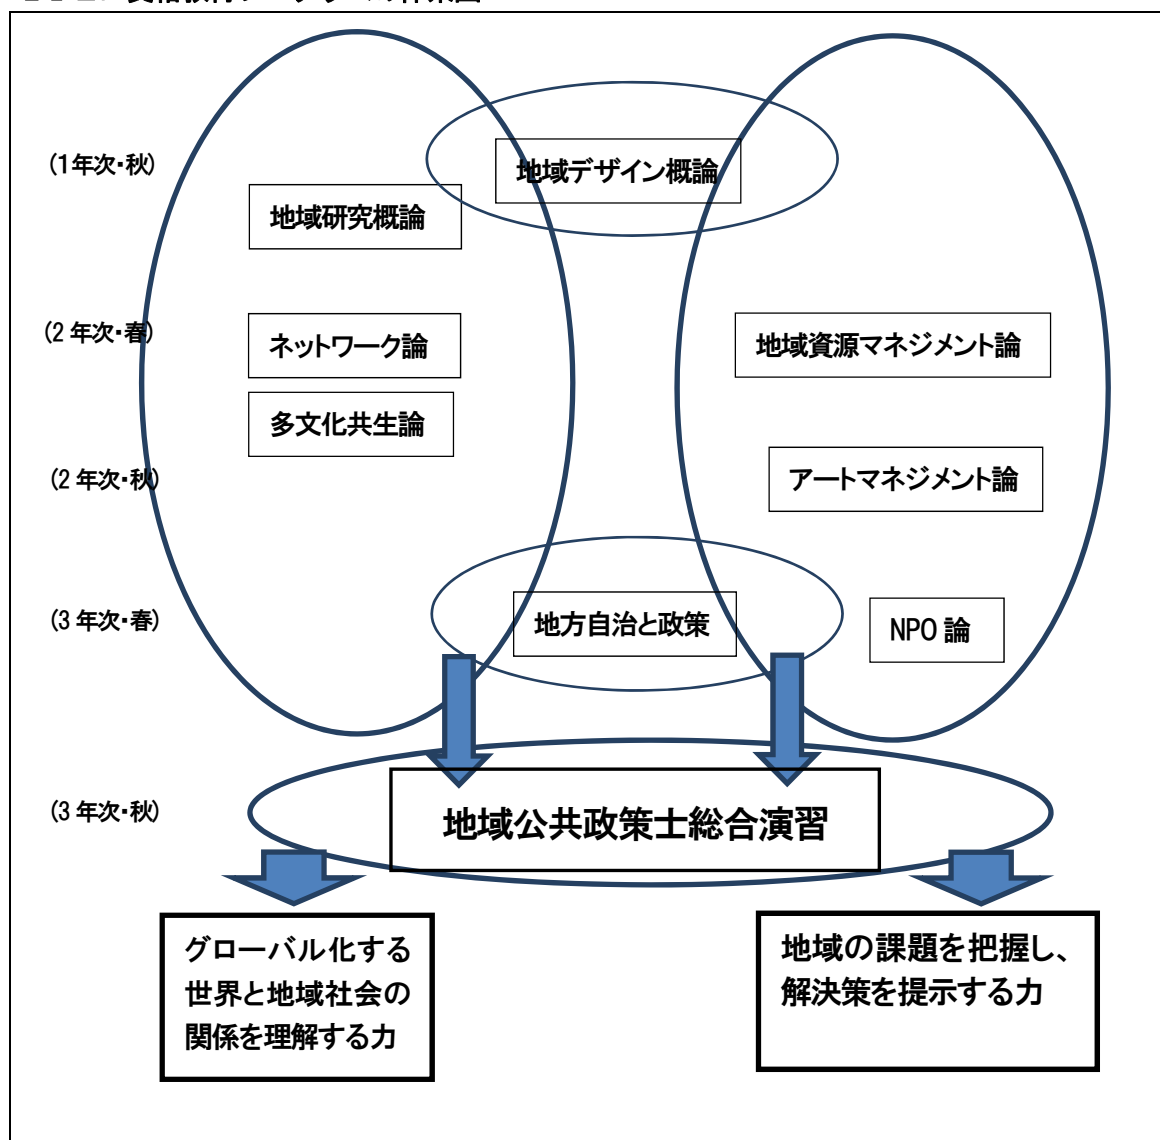 (1年次・秋)
地域デザイン概論
地域研究概論
(2 年次・春)
ネットワーク論
地域資源マネジメント論
多文化共生論
(2 年次・秋)
アートマネジメント論
(3 年次・春)
地方自治と政策
NPO 論
(3 年次・秋)
地域公共政策士総合演習
グローバル化する
世界と地域社会の
関係を理解する力
地域の課題を把握し、
解決策を提示する力